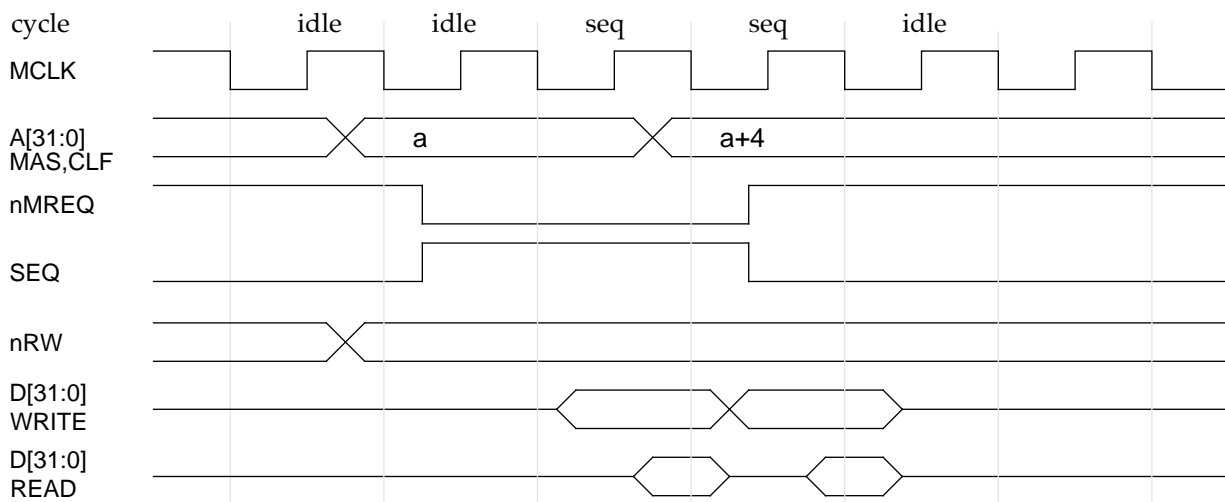 cycle idle idle seq seq idle
MCLK
A[31:0] a a+4
MAS,CLF
nMREQ
SEQ
nRW
D[31:0]
WRITE
D[31:0]
READ